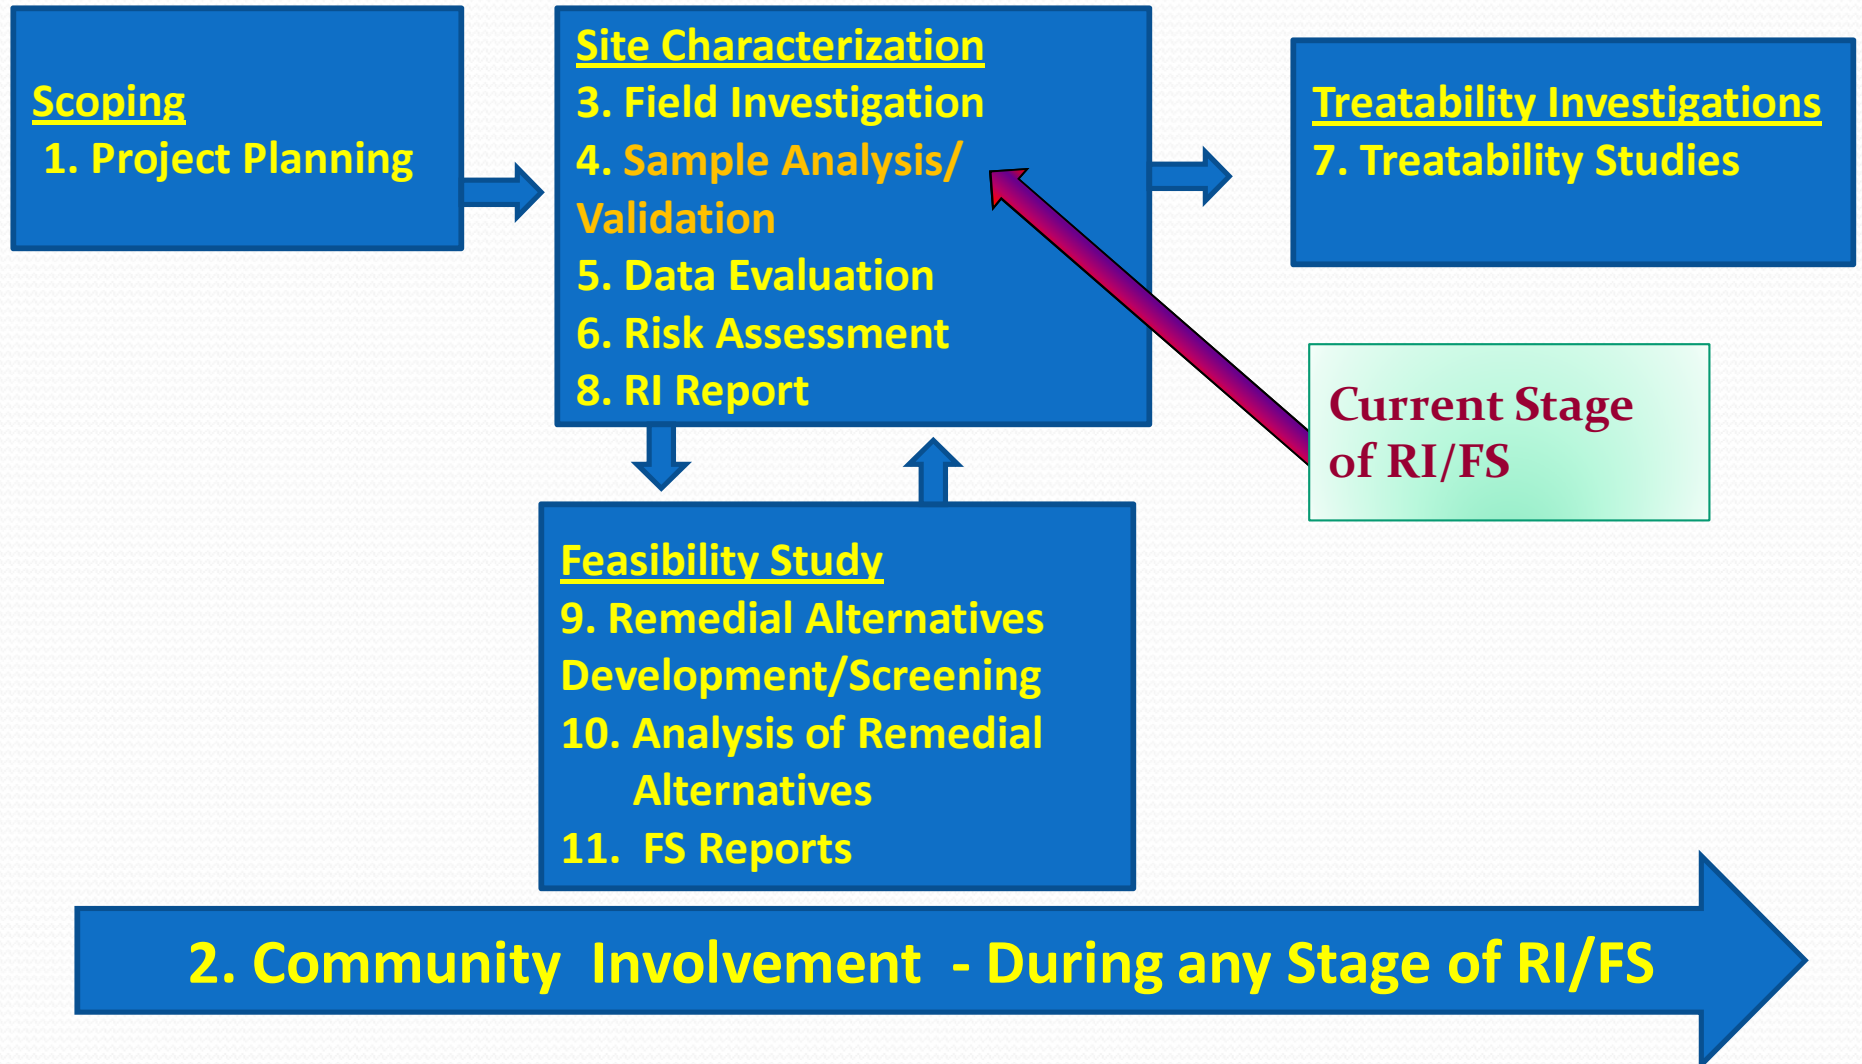 Scoping
1. Project Planning
Site Characterization
3. Field Investigation
4. Sample Analysis/
Validation
5. Data Evaluation
6. Risk Assessment
8. RI Report
Treatability Investigations
7. Treatability Studies
Current Stage
of RI/FS
Feasibility Study
9. Remedial Alternatives
Development/Screening
10. Analysis of Remedial
Alternatives
11. FS Reports
2. Community Involvement - During any Stage of RI/FS